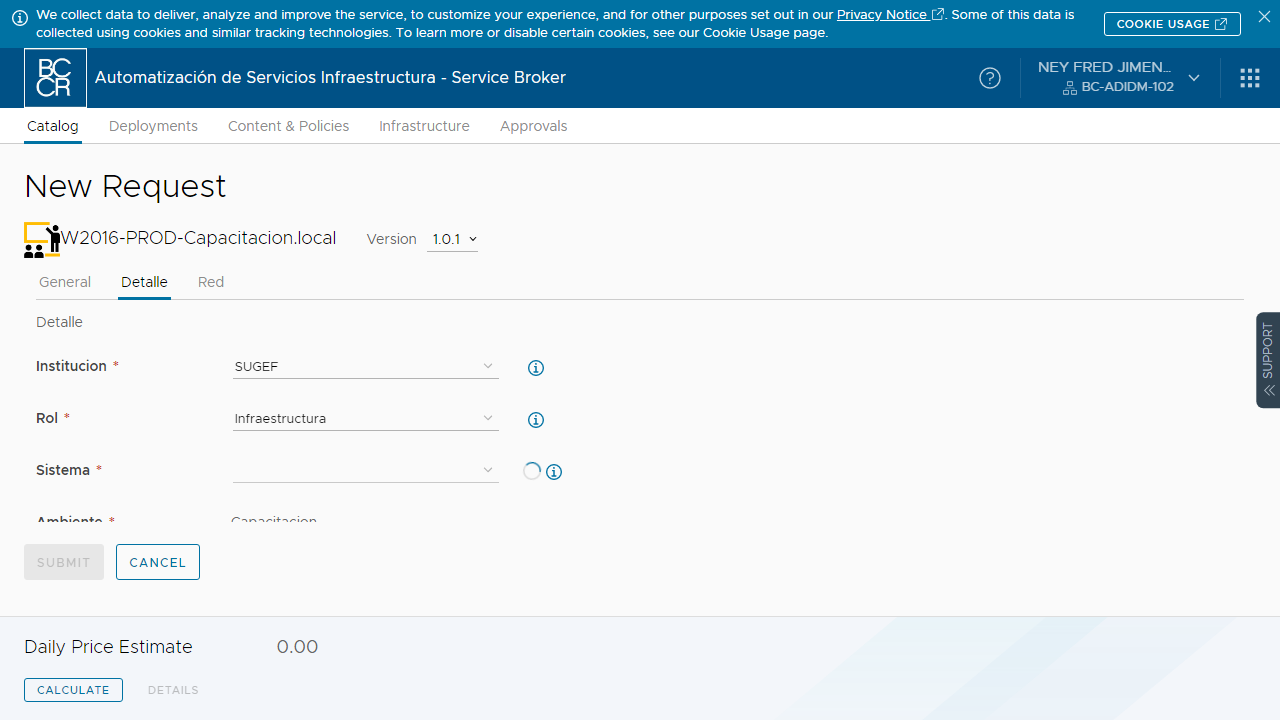 We collect data to deliver, analyze and improve the service, to customize your experience, and for other purposes set out in our Privacy Notice. Some of this data is
collected using cookies and similar tracking technologies. To learn more or disable certain cookies, see our Cookie Usage page.
COOKIE USAGE
BC
CR
Automatización de Servicios Infraestructura - Service Broker
NEY FRED JIMEN...
BC-ADIDM-102
Catalog Deployments Content & Policies Infrastructure Approvals
New Request
W2016-PROD-Capacitacion.local Version 1.0.1
General Detalle Red
Detalle
SUPPORT
Institucion * SUGEF
Rol * Infraestructura
Sistema *
Ambiente * Capacitacion
SUBMIT CANCEL
Daily Price Estimate 0.00
CALCULATE DETAILS